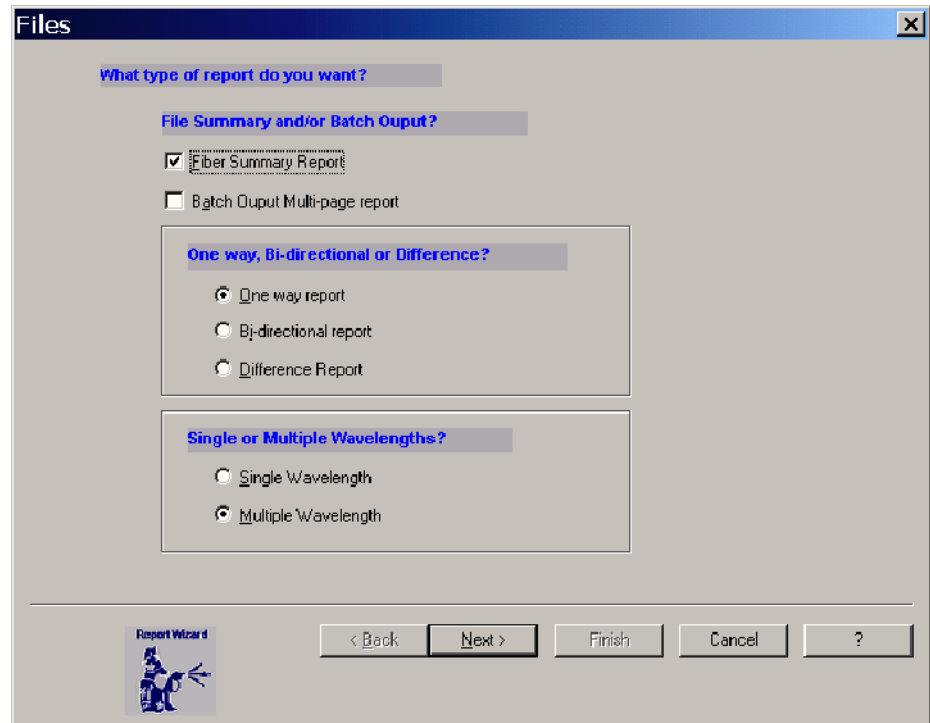 Files
What type of report do you want?
File Summary and/or Batch Ouput?
Fiber Summary Report
Batch Ouput Multi-page report
One way, Bi-directional or Difference?
One way report
Bi-directional report
Difference Report
Single or Multiple Wavelengths?
Single Wavelength
Multiple Wavelength
Report Wizard
< Back Next > Finish Cancel ?